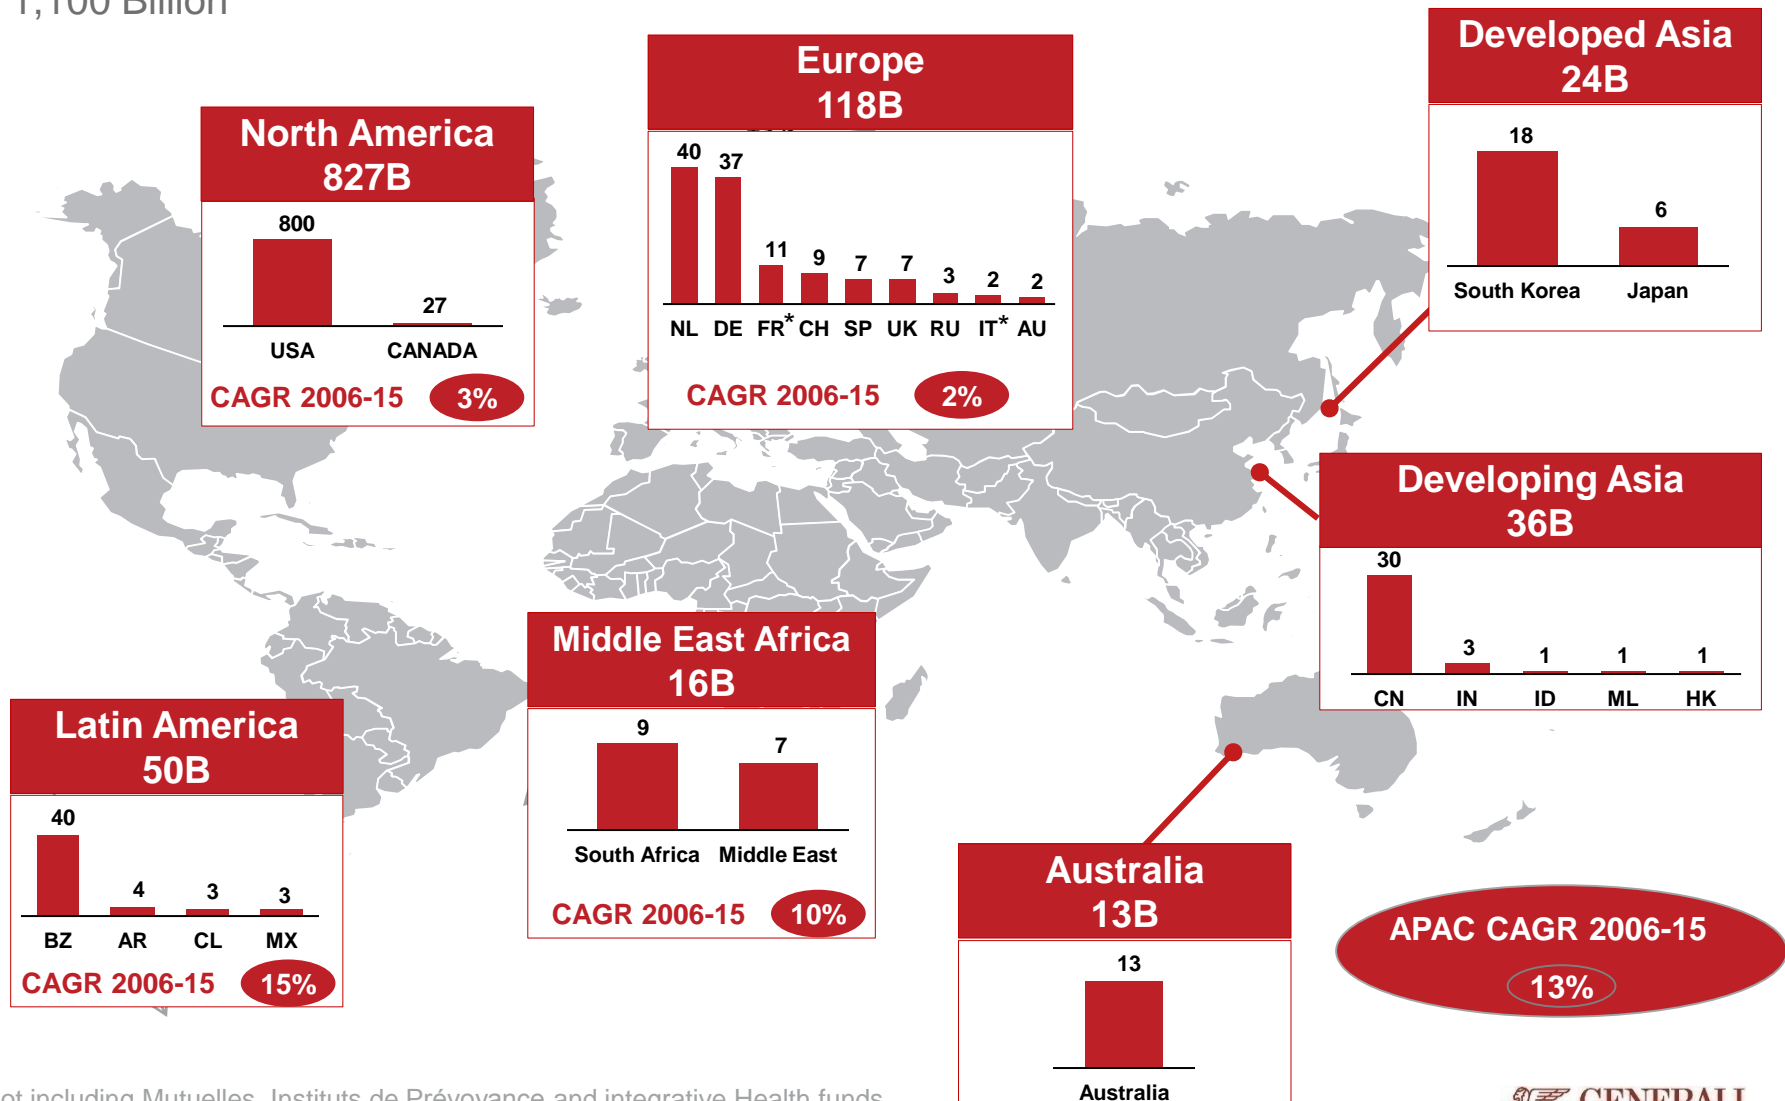 1,100 Billion
North America
827B
800
27
USA CANADA
CAGR 2006-15 3%
Europe
118B
40 37 11 9 7 7 3 2 2
NL DE FR* CH SP UK RU IT* AU
CAGR 2006-15 2%
Developed Asia
24B
18
6
South Korea Japan
Developing Asia
36B
30 3 1 1 1
CN IN ID ML HK
Middle East Africa
16B
9 7
South Africa Middle East
CAGR 2006-15 10%
Latin America
50B
40 4 3 3
BZ AR CL MX
CAGR 2006-15 15%
Australia
13B
13
Australia
APAC CAGR 2006-15
13%
including Mutuelles, Instituts de Prévoyance and integrative Health funds
GENERALI